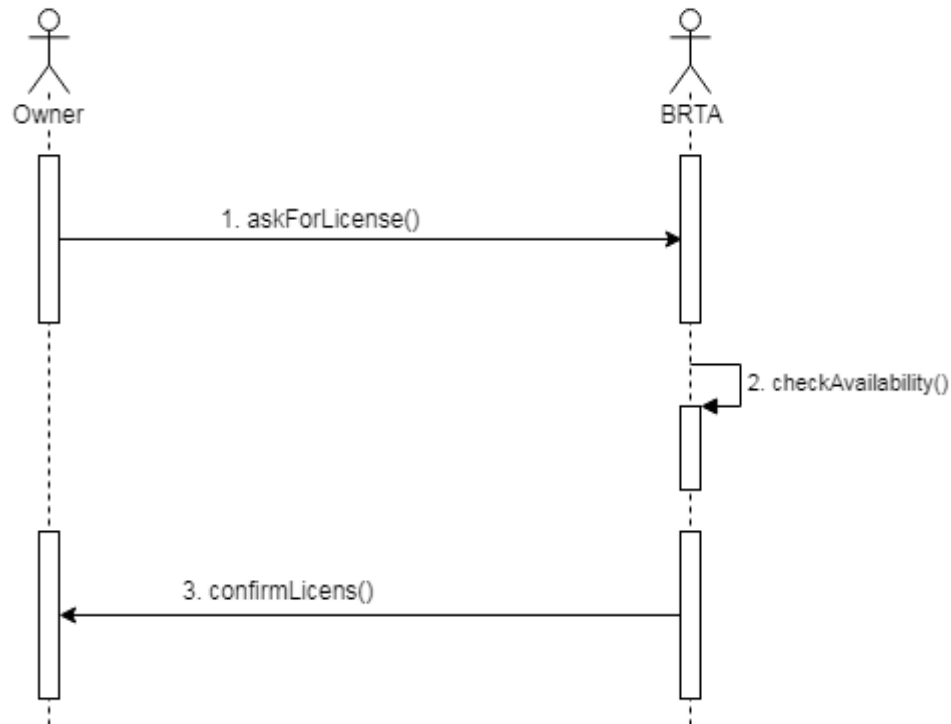 Owner
BRTA
1. askForLicense()
2. checkAvailability()
3. confirmLicens()